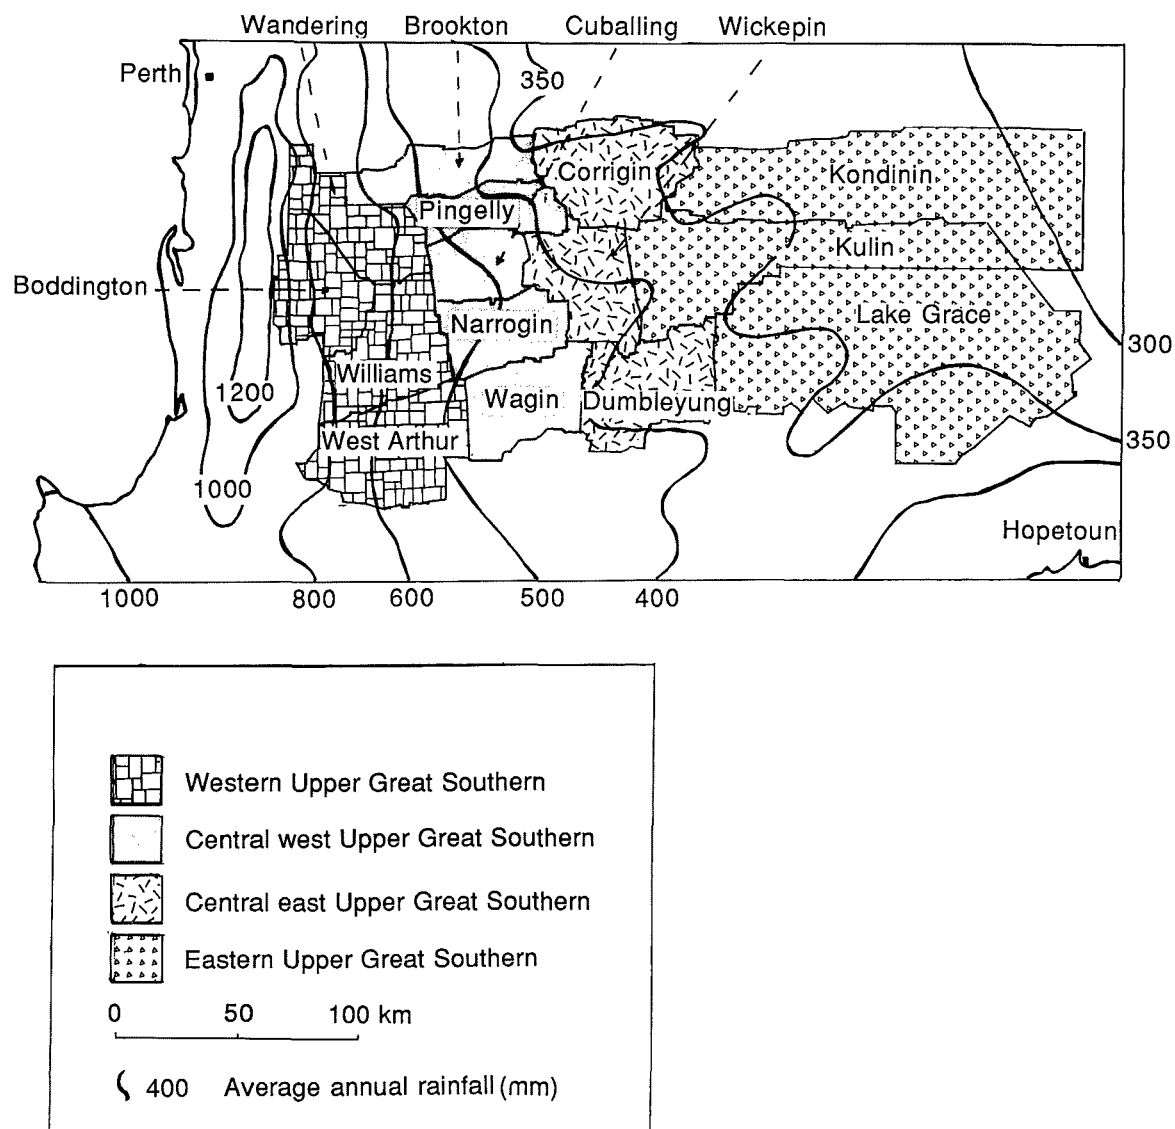 Wandering Brookton Cuballing Wickepin
Perth
350
Corrigin
Kondinin
Pingelly
Kulin
Boddington
Lake Grace
Narrogin
300
Williams
1200
Wagin
Dumbleyung
West Arthur
350
1000
Hopetoun
1000 800 600 500 400
Western Upper Great Southern
Central west Upper Great Southern
Central east Upper Great Southern
Eastern Upper Great Southern
0 50 100 km
400 Average annual rainfall (mm)